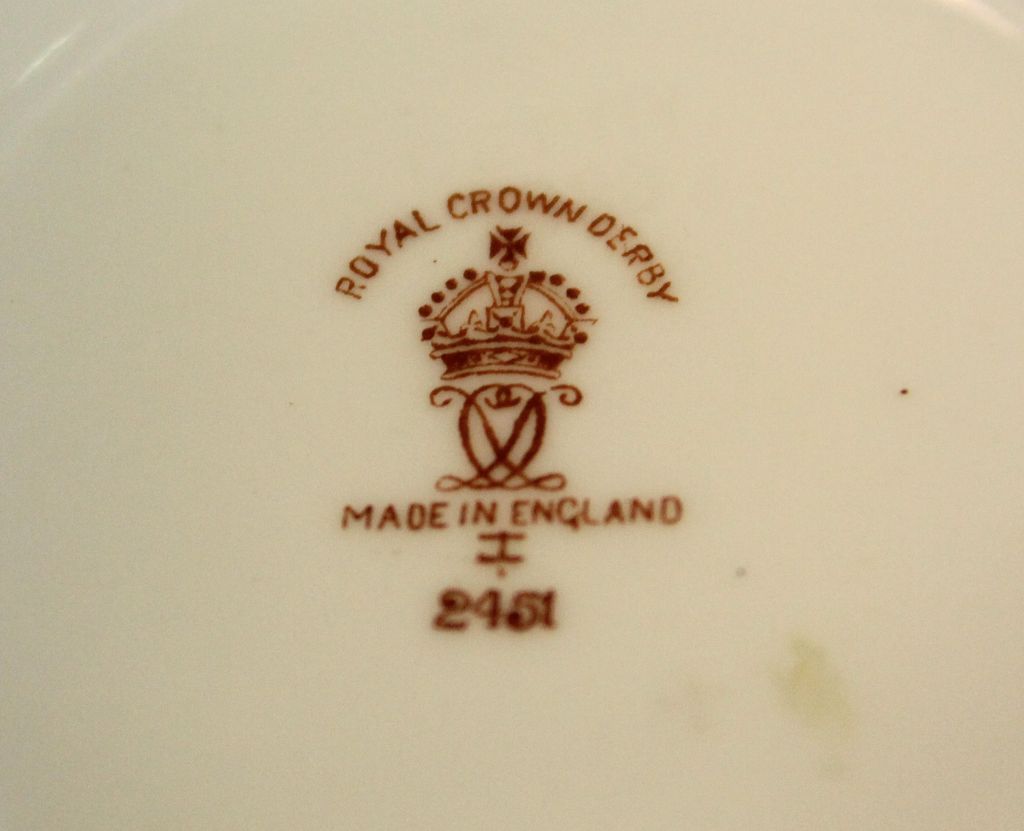 ROYAL CROWN DERBY
MADE IN ENGLAND
I
2451